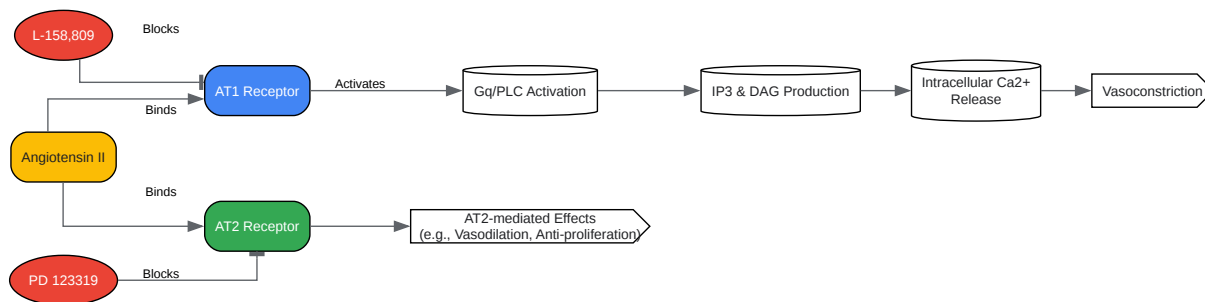 L-158,809
Blocks
AT1 Receptor
Activates
Gq/PLC Activation
IP3 & DAG Production
Intracellular Ca2+
Release
Vasoconstriction
Binds
Angiotensin II
Binds
AT2 Receptor
AT2-mediated Effects
(e.g., Vasodilation, Anti-proliferation)
PD 123319
Blocks